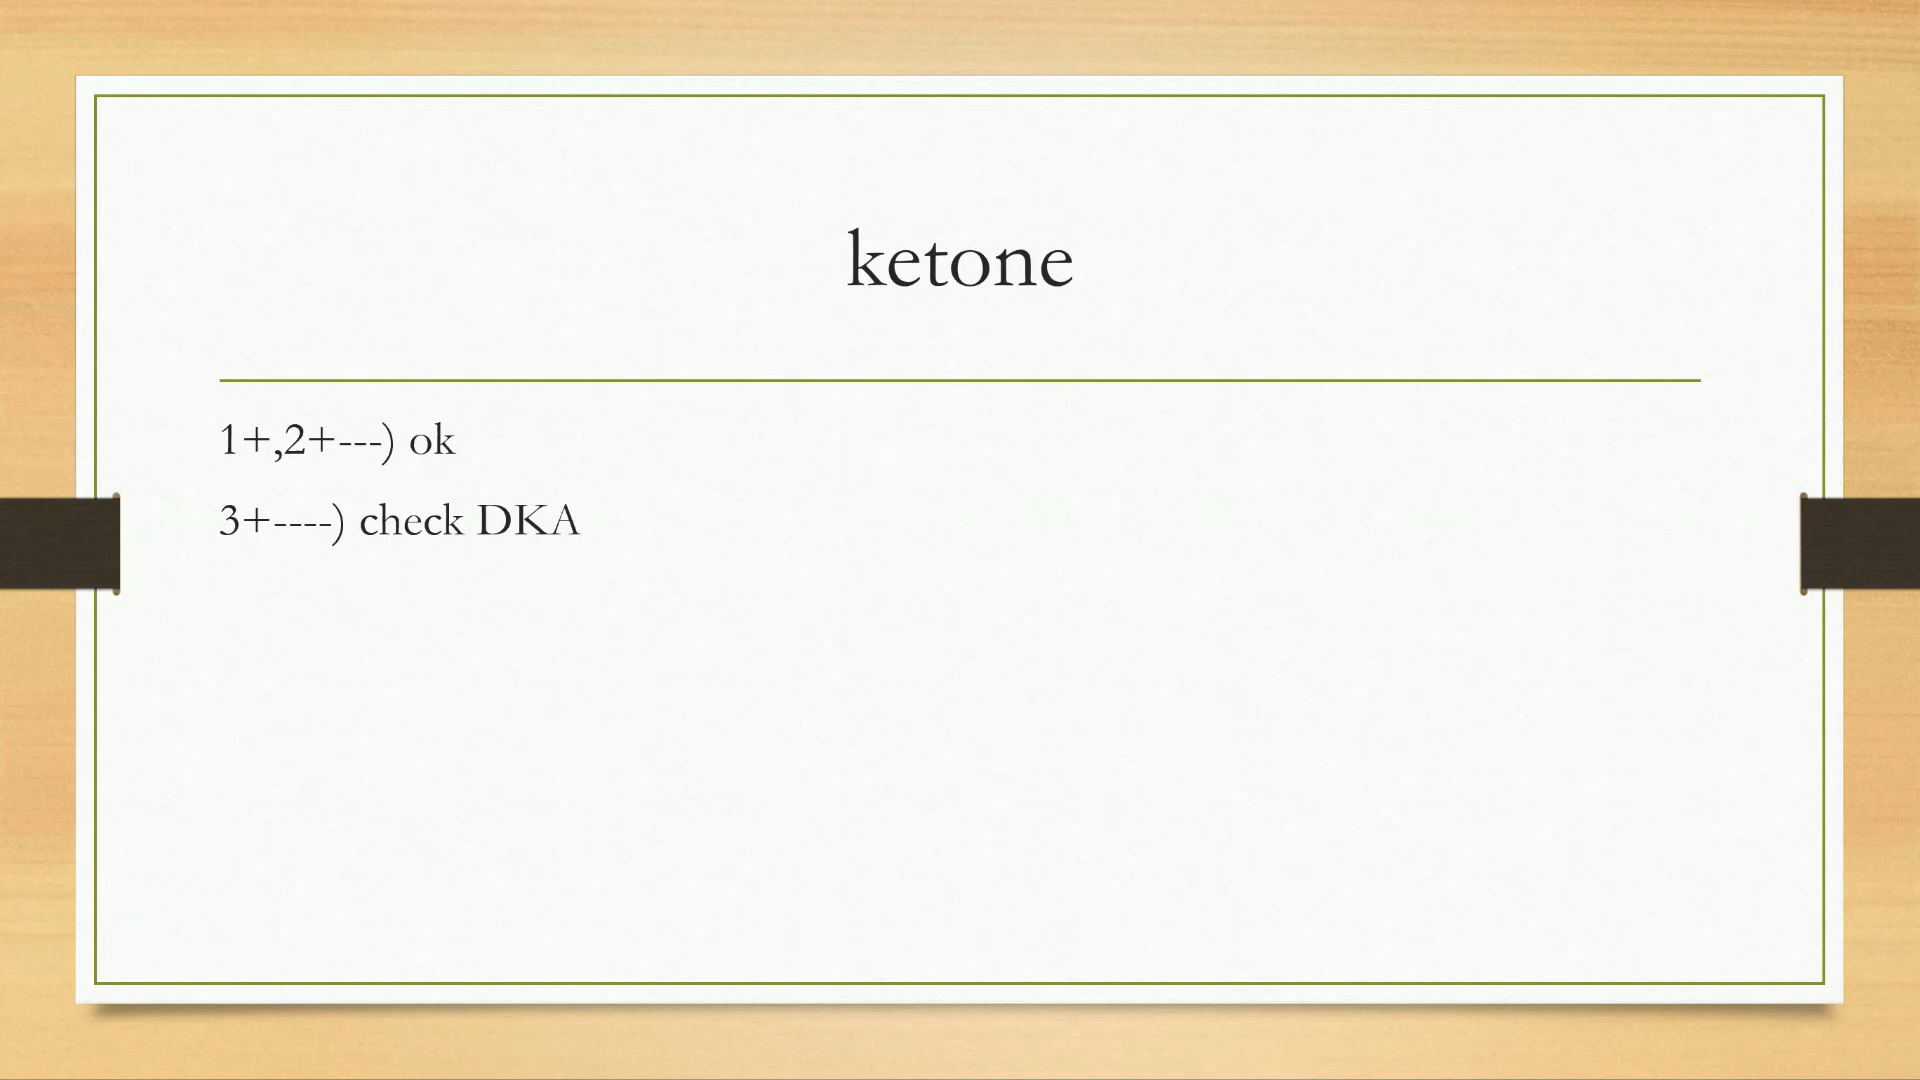 ketone
1+,2+---) ok
3+----) check DKA